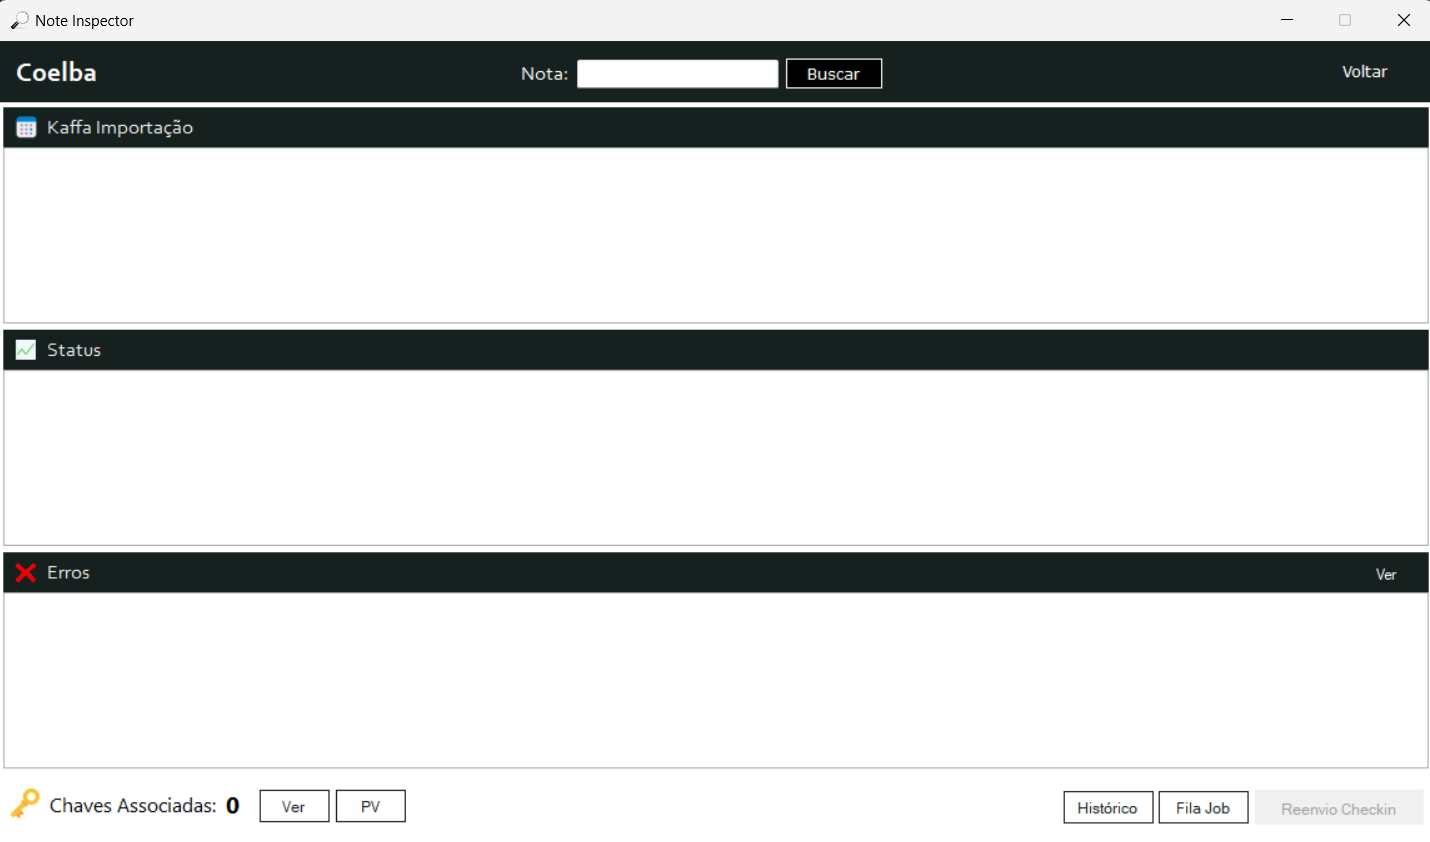 Note Inspector
Coelba
Nota:
Buscar
Voltar
Kaffa Importação
Status
Erros
Ver
Chaves Associadas: 0
Ver
PV
Histórico
Fila Job
Reenvio Checkin